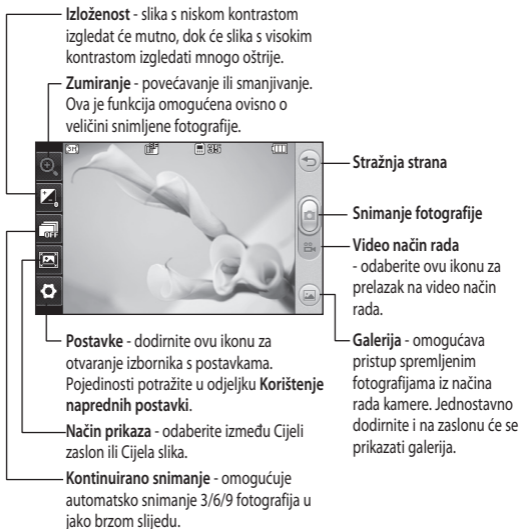 Izloženost - slika s niskom kontrastom
izgledat će mutno, dok će slika s visokim
kontrastom izgledati mnogo oštrije.
Zumiranje - povećavanje ili smanjivanje.
Ova je funkcija omogućena ovisno o
veličini snimljene fotografije.
3M
OFF
Stražnja strana
Snimanje fotografije
Video način rada
- odaberite ovu ikonu za
prelazak na video način
rada.
Galerija - omogućava
pristup spremljenim
fotografijama iz načina
rada kamere. Jednostavno
dodirnite i na zaslonu će se
prikazati galerija.
Postavke - dodirnite ovu ikonu za
otvaranje izbornika s postavkama.
Pojedinosti potražite u odjeljku Korištenje
naprednih postavki.
Način prikaza - odaberite između Cijeli
zaslon ili Cijela slika.
Kontinuirano snimanje - omogućuje
automatsko snimanje 3/6/9 fotografija u
jako brzom slijedu.